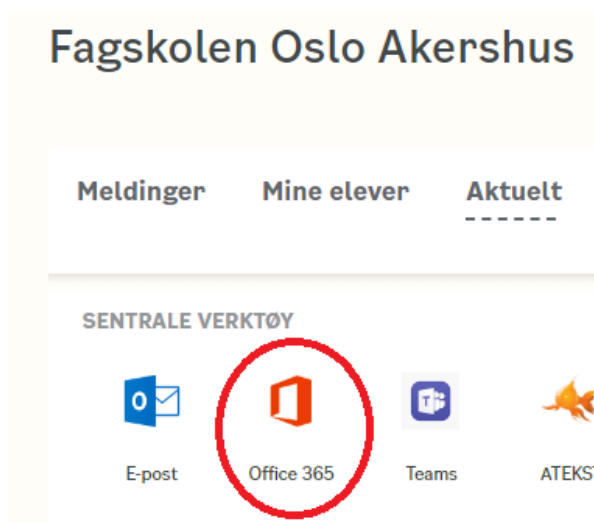 Fagskolen Oslo Akershus
Meldinger Mine elever Aktuelt
SENTRALE VERKTØY
E-post Office 365 Teams